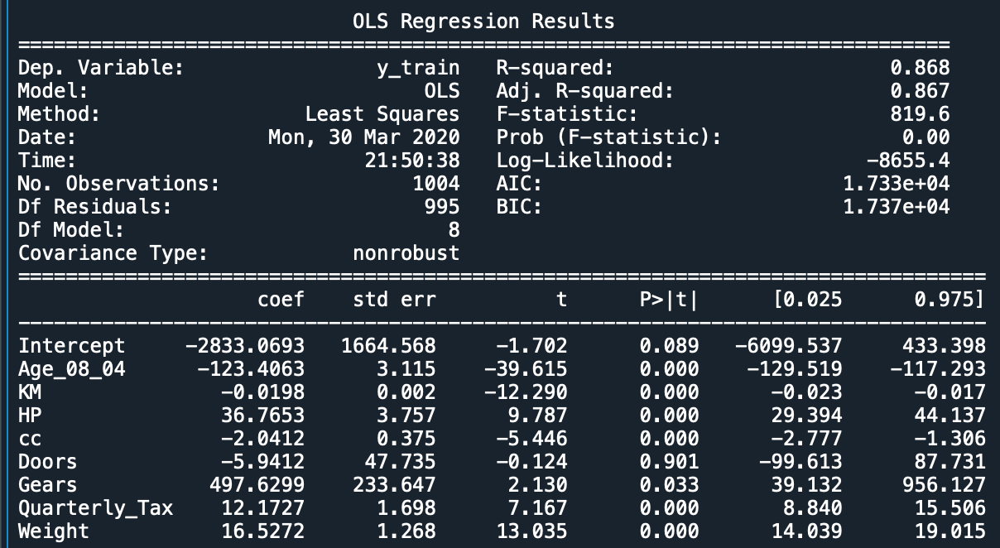 OLS Regression Results
==============================================================================
Dep. Variable: y_train R-squared: 0.868
Model: OLS Adj. R-squared: 0.867
Method: Least Squares F-statistic: 819.6
Date: Mon, 30 Mar 2020 Prob (F-statistic): 0.00
Time: 21:50:38 Log-Likelihood: -8655.4
No. Observations: 1004 AIC: 1.733e+04
Df Residuals: 995 BIC: 1.737e+04
Df Model: 8
Covariance Type: nonrobust
=================================================================================
coef std err t P>|t| [0.025 0.975]
---------------------------------------------------------------------------------
Intercept -2833.0693 1664.568 -1.702 0.089 -6099.537 433.398
Age_08_04 -123.4063 3.115 -39.615 0.000 -129.519 -117.293
KM -0.0198 0.002 -12.290 0.000 -0.023 -0.017
HP 36.7653 3.757 9.787 0.000 29.394 44.137
cc -2.0412 0.375 -5.446 0.000 -2.777 -1.306
Doors -5.9412 47.735 -0.124 0.901 -99.613 87.731
Gears 497.6299 233.647 2.130 0.033 39.132 956.127
Quarterly_Tax 12.1727 1.698 7.167 0.000 8.840 15.506
Weight 16.5272 1.268 13.035 0.000 14.039 19.015